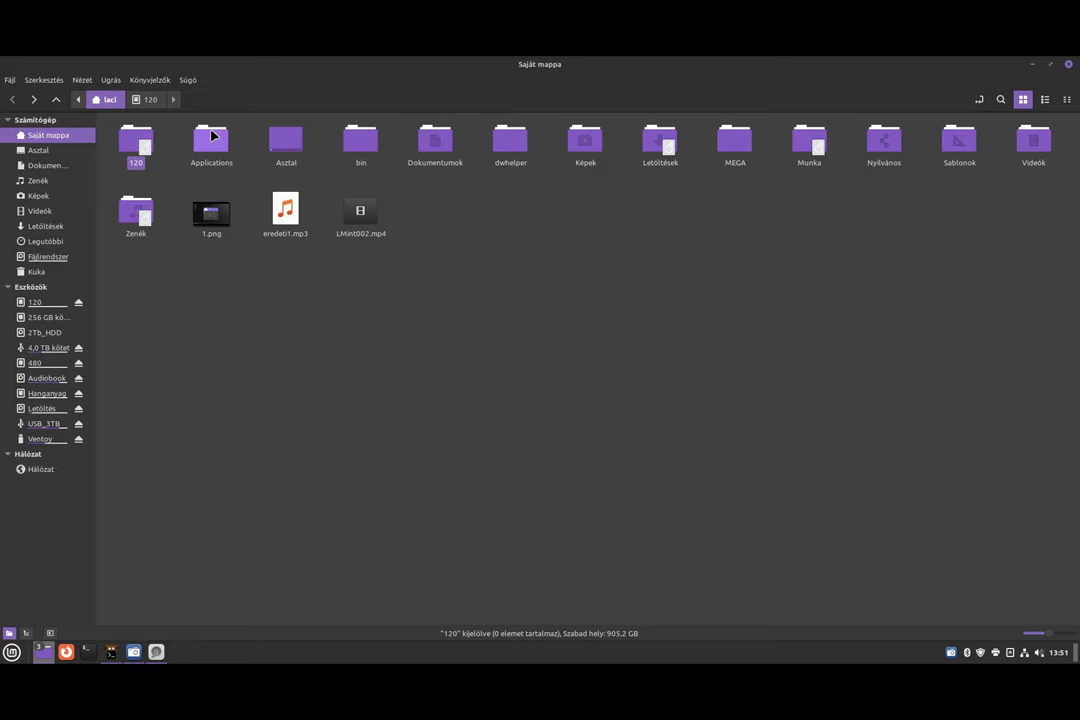 Saját mappa
Fájl Szerkesztés Nézet Ugrás Könyvjelzők Súgó
laci 120
Számítógép
Saját mappa
Asztal
Dokumen...
Zenék
Képek
Videók
Letöltések
Legutóbbi
Fájlrendszer
Kuka
Eszközök
120
256 GB kö...
2Tb_HDD
4,0 TB kötet
480
Audiobook
Hanganyag
Letöltés
USB_3TB
Ventoy
Hálózat
Hálózat
120 Applications Asztal bin Dokumentumok dwhelper Képek Letöltések MEGA Munka Nyilvános Sablonok Videók
Zenék 1.png eredeti1.mp3 LMint002.mp4
"120" kijelölve (0 elemet tartalmaz), Szabad hely: 905,2 GB
3
13:51